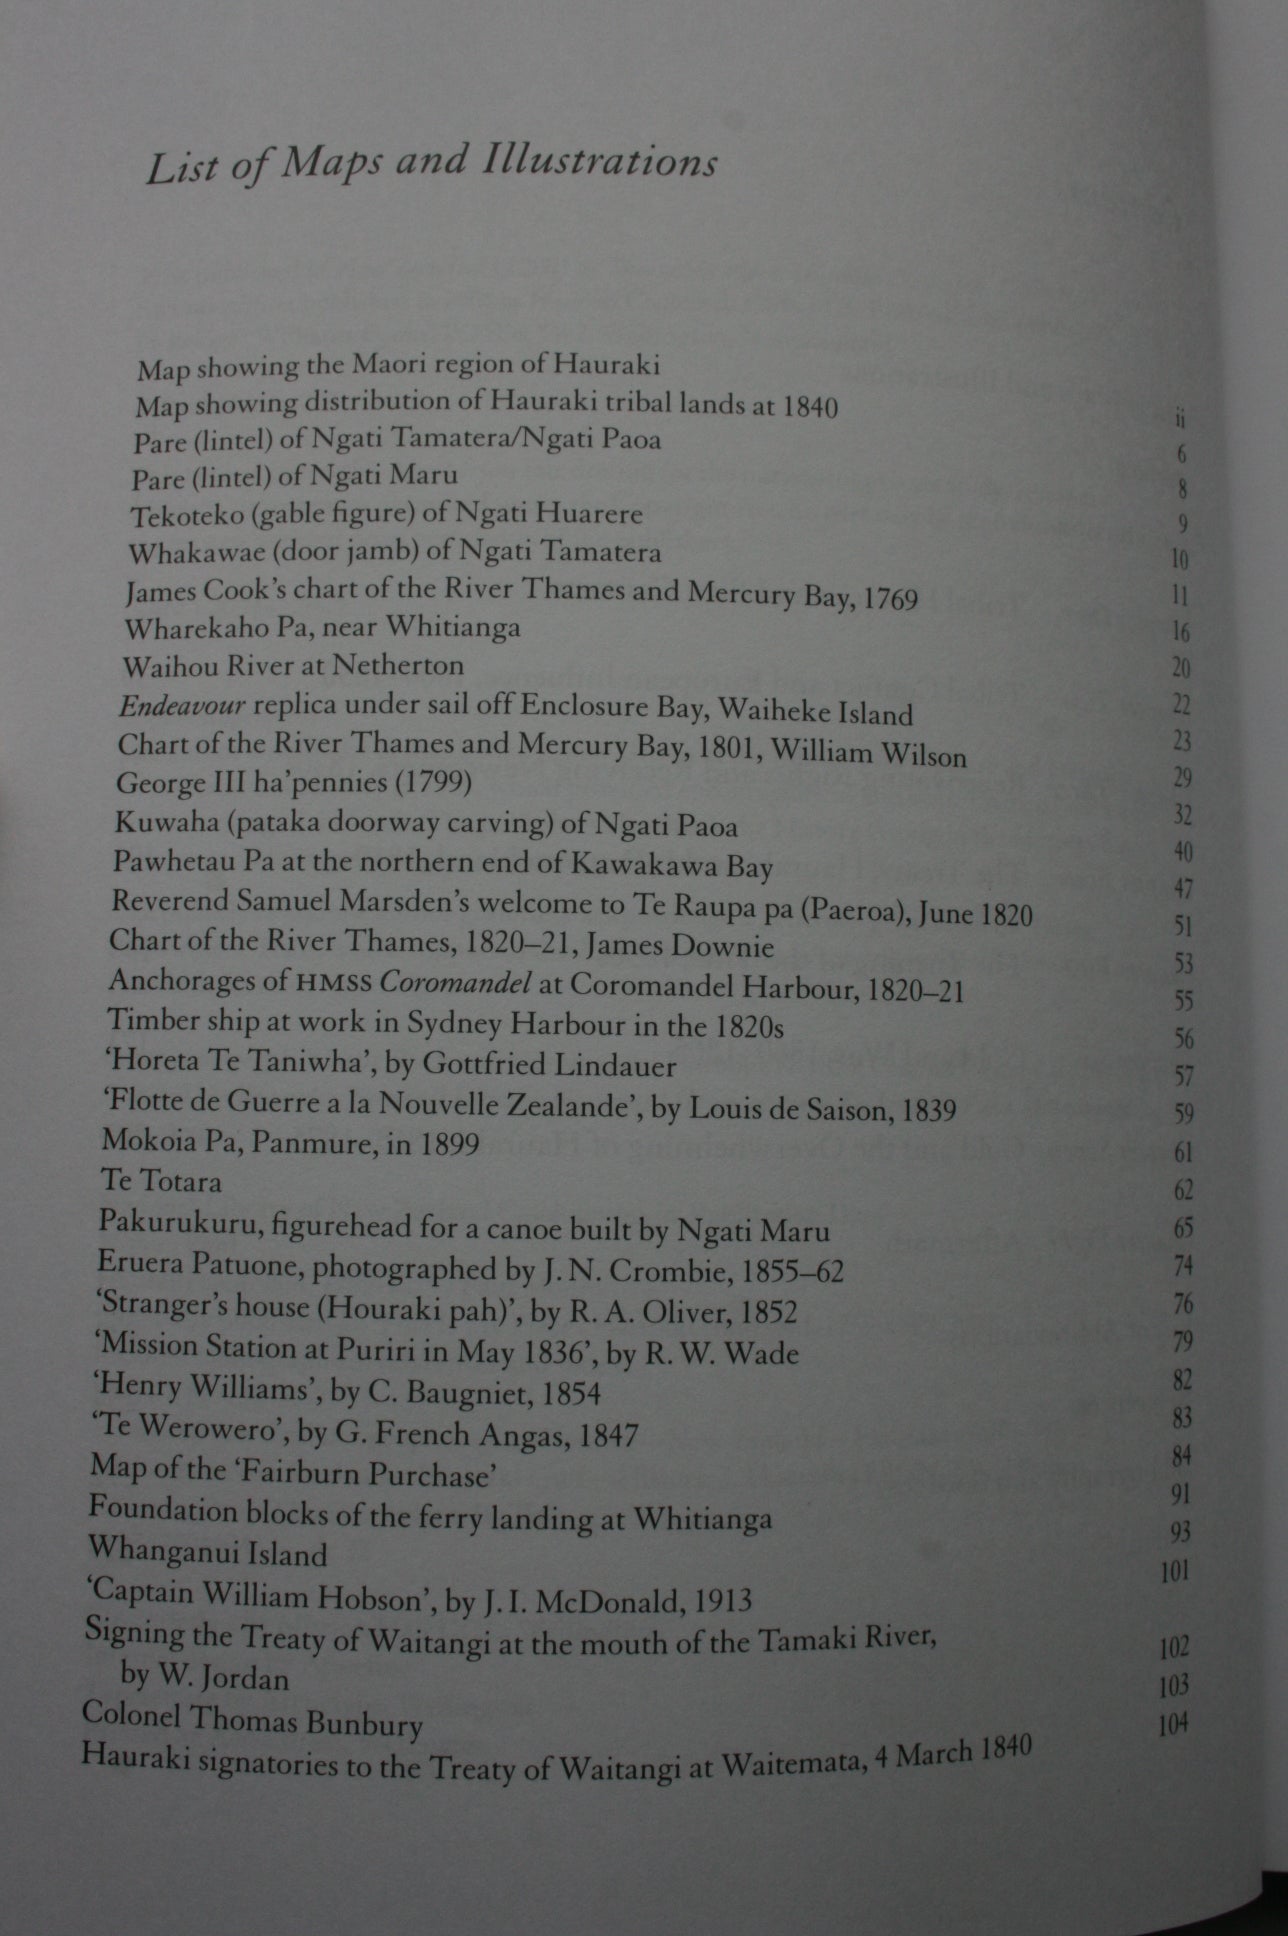 List of Maps and Illustrations
Map showing the Maori region of Hauraki ii
Map showing distribution of Hauraki tribal lands at 1840 6
Pare (lintel) of Ngati Tamatera/Ngati Paoa 8
Pare (lintel) of Ngati Maru 9
Tekoteko (gable figure) of Ngati Huarere 10
Whakawae (door jamb) of Ngati Tamatera 11
James Cook's chart of the River Thames and Mercury Bay, 1769 16
Wharekaho Pa, near Whitianga 20
Waihou River at Netherton 22
Endeavour replica under sail off Enclosure Bay, Waiheke Island 23
Chart of the River Thames and Mercury Bay, 1801, William Wilson 29
George III ha'pennies (1799) 32
Kuwaha (pataka doorway carving) of Ngati Paoa 40
Pawhetau Pa at the northern end of Kawakawa Bay 47
Reverend Samuel Marsden's welcome to Te Raupa pa (Paeroa), June 1820 51
Chart of the River Thames, 1820–21, James Downie 53
Anchorages of HMSS Coromandel at Coromandel Harbour, 1820–21 55
Timber ship at work in Sydney Harbour in the 1820s 56
'Horeta Te Taniwha', by Gottfried Lindauer 57
'Flotte de Guerre a la Nouvelle Zealande', by Louis de Saison, 1839 59
Mokoia Pa, Panmure, in 1899 61
Te Totara 62
Pakurukuru, figurehead for a canoe built by Ngati Maru 65
Eruera Patuone, photographed by J. N. Crombie, 1855–62 74
'Stranger's house (Houraki pah)', by R. A. Oliver, 1852 76
'Mission Station at Puriri in May 1836', by R. W. Wade 79
'Henry Williams', by C. Baugniet, 1854 82
'Te Werowero', by G. French Angas, 1847 83
Map of the 'Fairburn Purchase' 84
Foundation blocks of the ferry landing at Whitianga 91
Whanganui Island 93
'Captain William Hobson', by J. I. McDonald, 1913 101
Signing the Treaty of Waitangi at the mouth of the Tamaki River,
by W. Jordan 102
Colonel Thomas Bunbury 103
Hauraki signatories to the Treaty of Waitangi at Waitemata, 4 March 1840 104